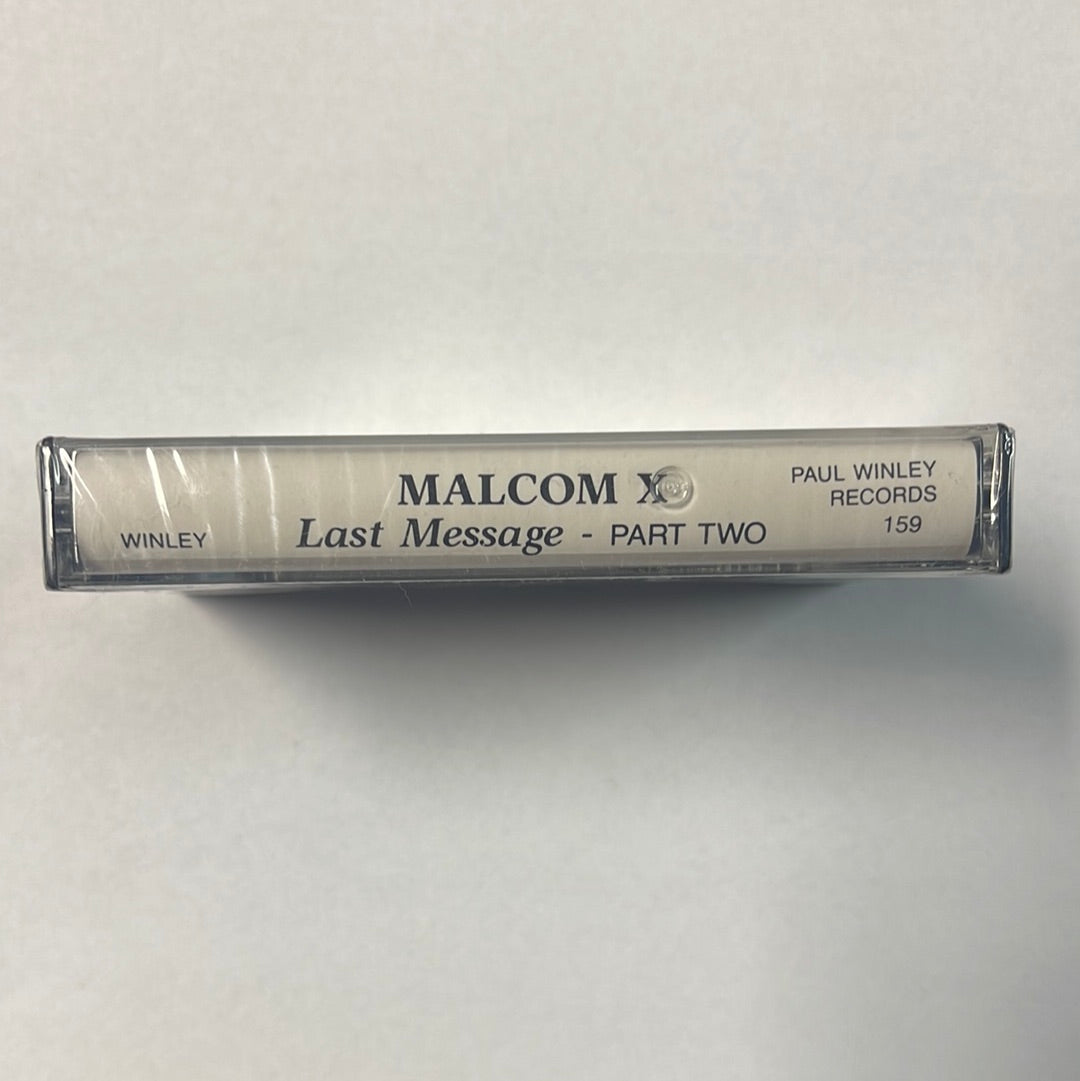 MALCOM X
WINLEY
Last Message - PART TWO
PAUL WINLEY
RECORDS
159